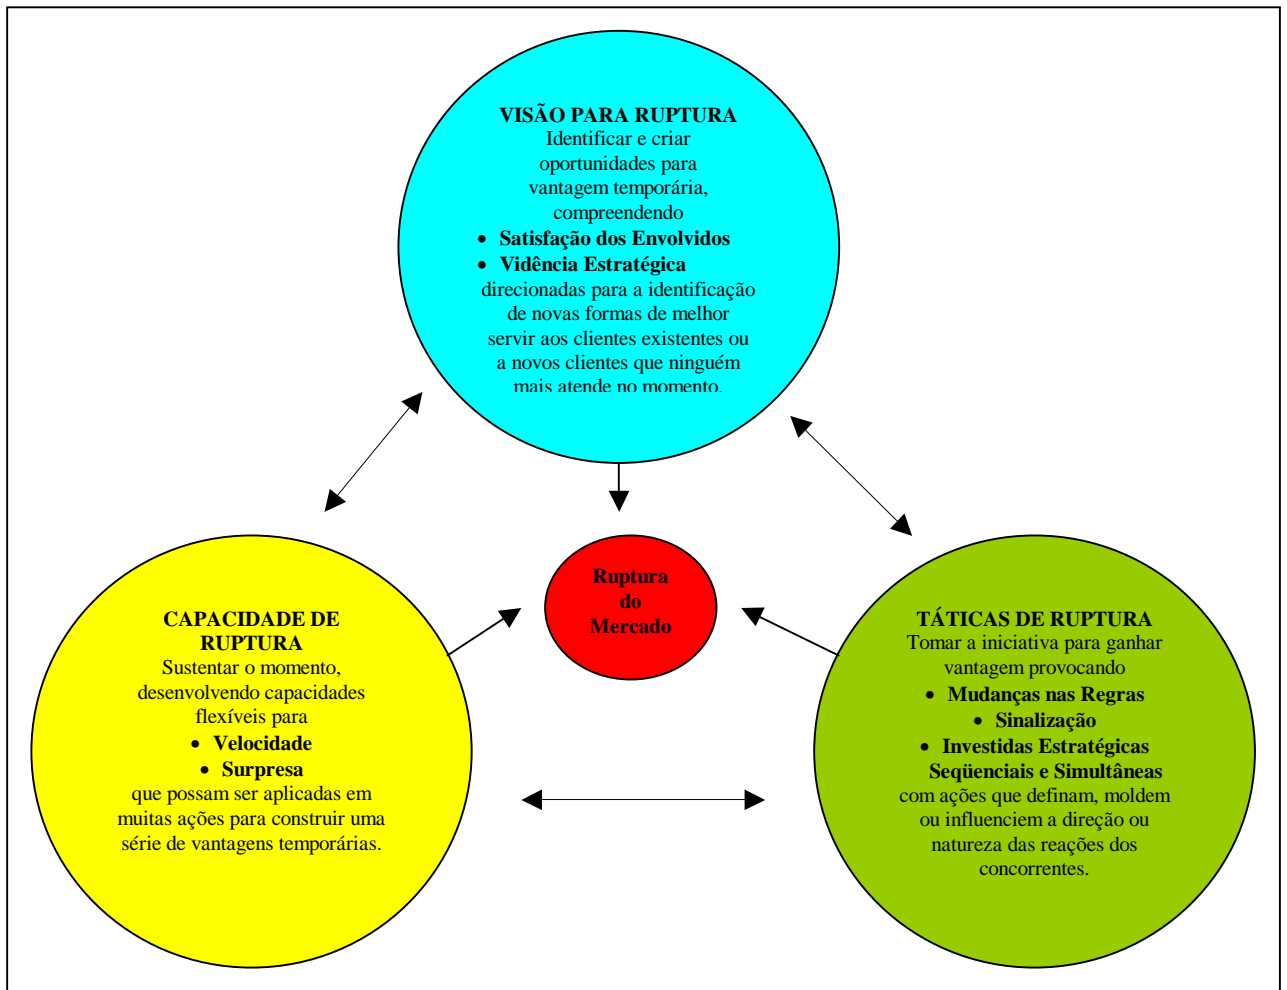 VISÃO PARA RUPTURA
Identificar e criar
oportunidades para
vantagem temporária,
compreendendo
• Satisfação dos Envolvidos
• Vidência Estratégica
direcionadas para a identificação
de novas formas de melhor
servir aos clientes existentes ou
a novos clientes que ninguém
mais atende no momento.
Ruptura
do
Mercado
CAPACIDADE DE
RUPTURA
Sustentar o momento,
desenvolvendo capacidades
flexíveis para
• Velocidade
• Surpresa
que possam ser aplicadas em
muitas ações para construir uma
série de vantagens temporárias.
TÁTICAS DE RUPTURA
Tomar a iniciativa para ganhar
vantagem provocando
• Mudanças nas Regras
• Sinalização
• Investidas Estratégicas
Seqüenciais e Simultâneas
com ações que definam, moldem
ou influenciem a direção ou
natureza das reações dos
concorrentes.